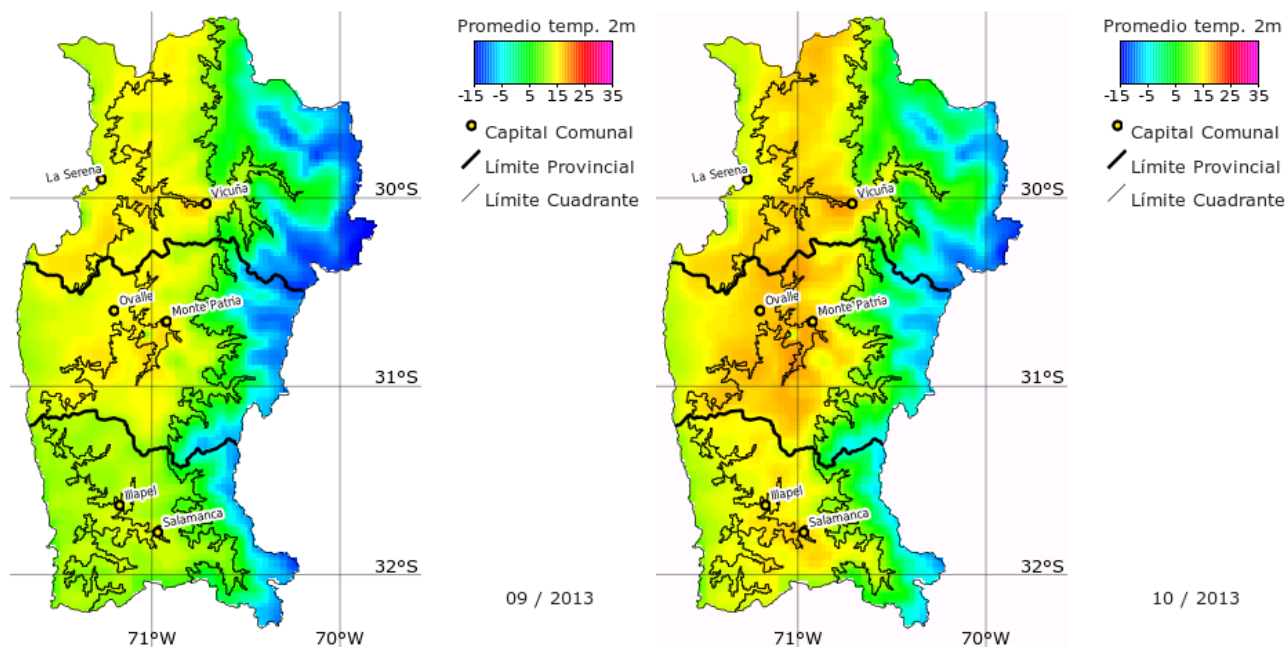 Promedio temp. 2m
-15 -5 5 15 25 35
Capital Comunal
Límite Provincial
Límite Cuadrante
La Serena
Vicuña
30°S
Ovalle
Monte Patria
31°S
Illapel
Salamanca
32°S
09 / 2013
71°W
70°W
Promedio temp. 2m
-15 -5 5 15 25 35
Capital Comunal
Límite Provincial
Límite Cuadrante
La Serena
Vicuña
30°S
Ovalle
Monte Patria
31°S
Illapel
Salamanca
32°S
10 / 2013
71°W
70°W